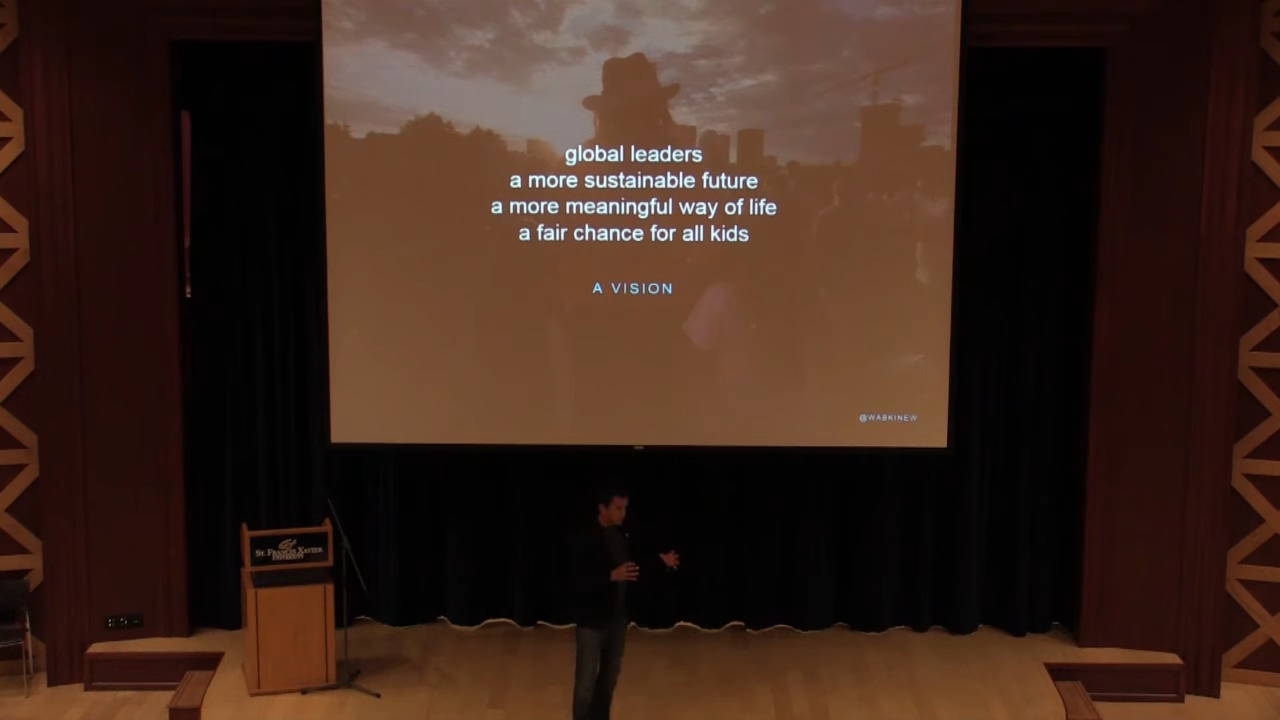 global leaders
a more sustainable future
a more meaningful way of life
a fair chance for all kids
A VISION
@WABKINEW
ST. FRANCIS XAVIER
UNIVERSITY